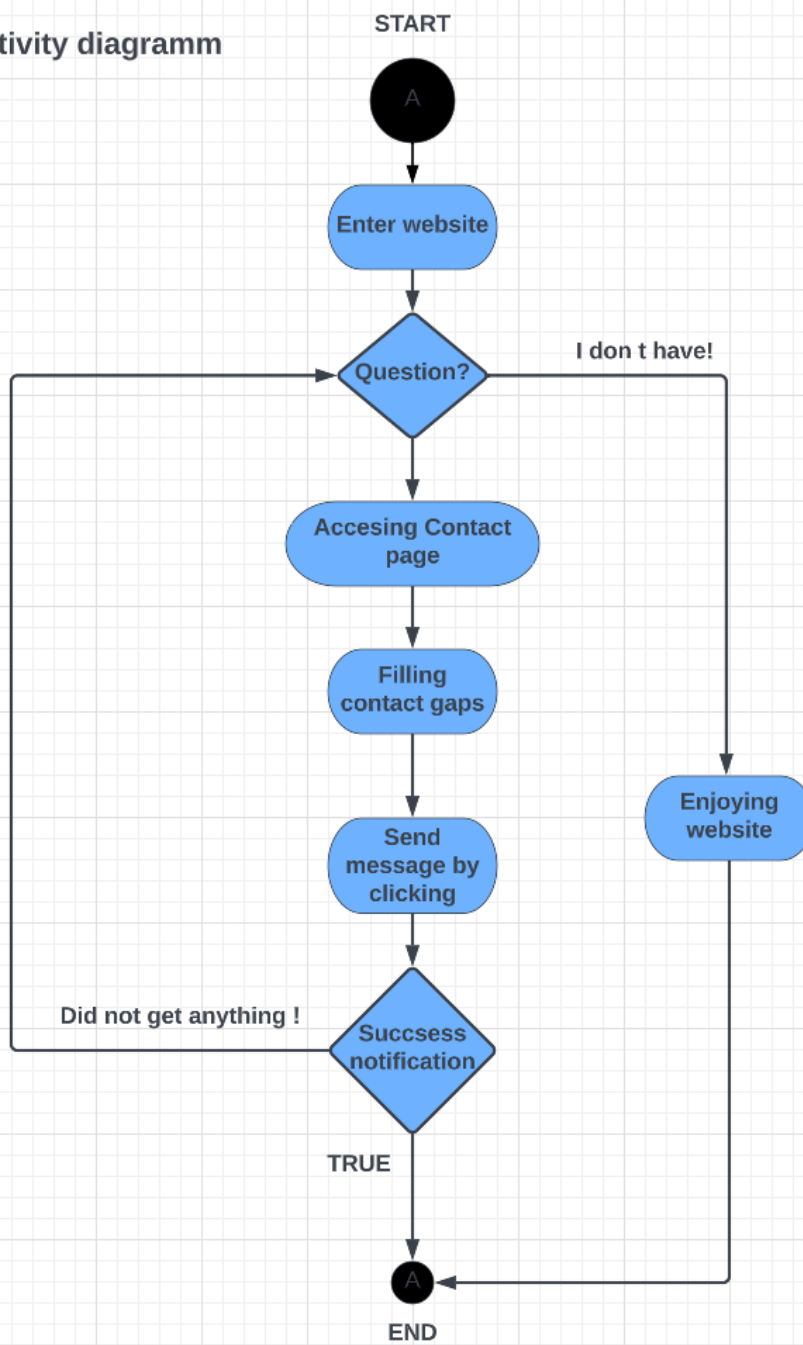 START
tivity diagramm
A
Enter website
I don t have!
Question?
Accesing Contact
page
Filling
contact gaps
Enjoying
website
Send
message by
clicking
Did not get anything !
Succsess
notification
TRUE
A
END